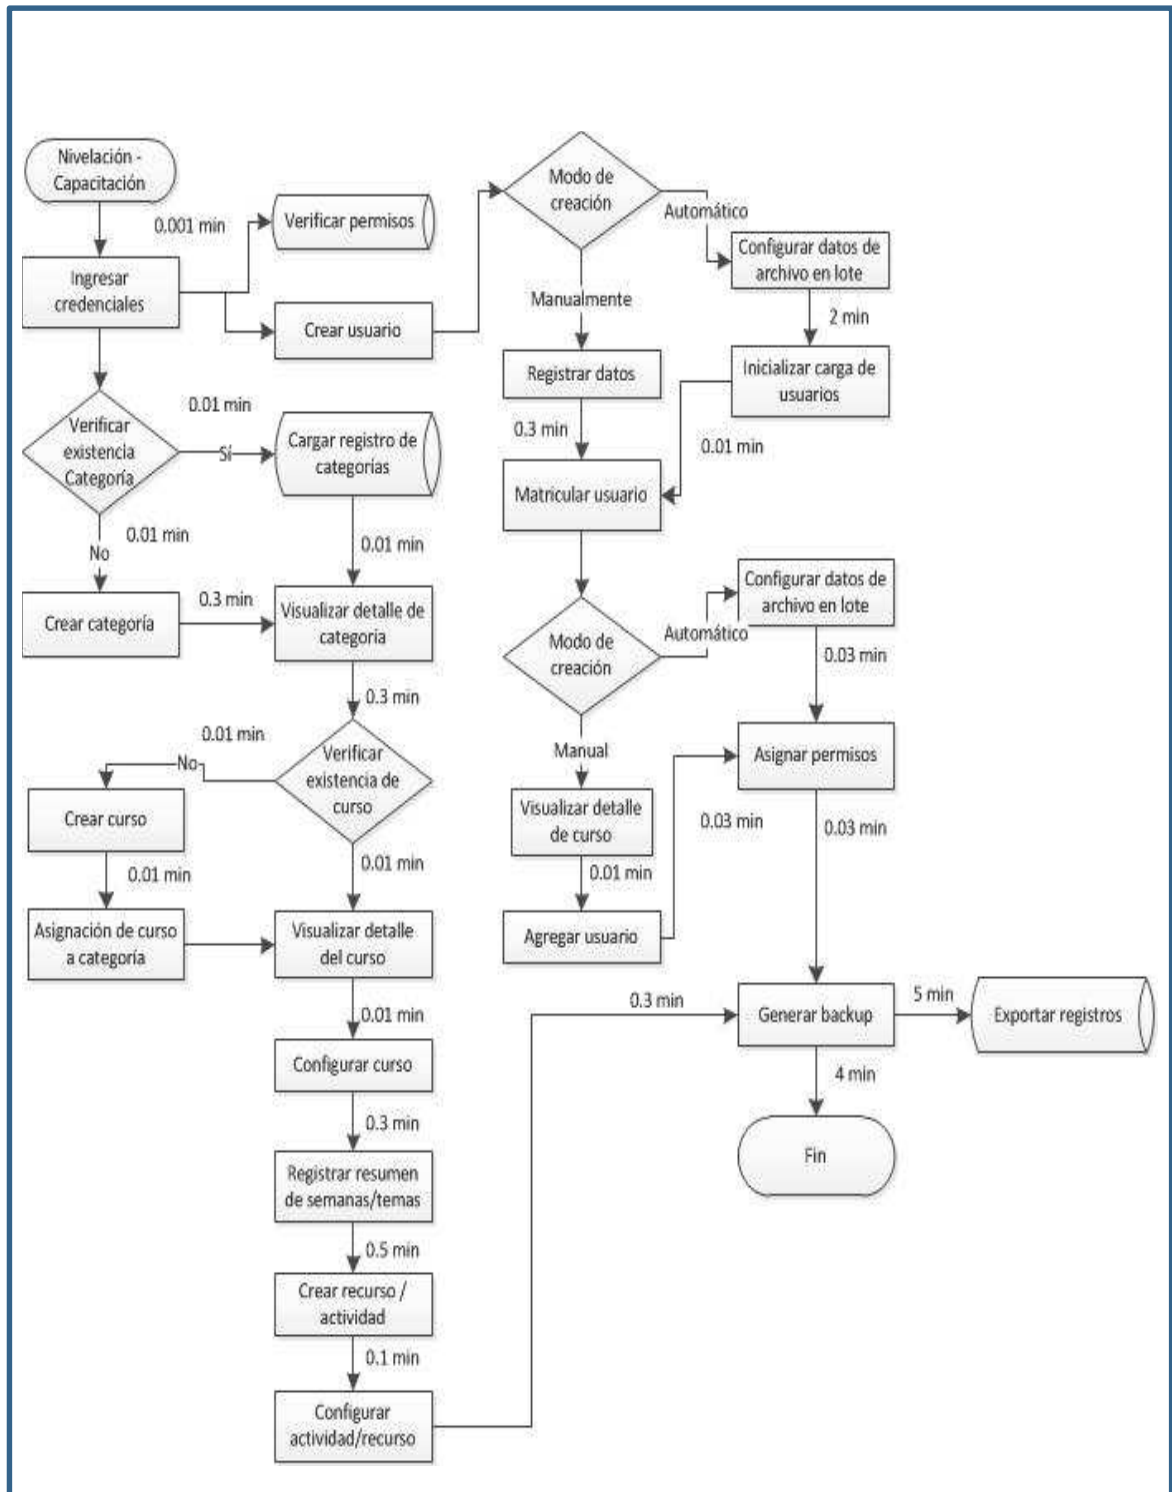 Nivelación -
Capacitación
0.001 min
Verificar permisos
Ingresar
credenciales
Crear usuario
Verificar
existencia
Categoría
0.01 min
Sí
Cargar registro de
categorías
0.01 min
No
0.01 min
Crear categoría
0.3 min
Visualizar detalle de
categoría
0.3 min
0.01 min
No
Verificar
existencia de
curso
Crear curso
0.01 min
0.01 min
Asignación de curso
a categoría
Visualizar detalle
del curso
0.01 min
Configurar curso
0.3 min
Registrar resumen
de semanas/temas
0.5 min
Crear recurso /
actividad
0.1 min
Configurar
actividad/recurso
Modo de
creación
Automático
Configurar datos de
archivo en lote
Manualmente
2 min
Registrar datos
Inicializar carga de
usuarios
0.3 min
0.01 min
Matricular usuario
Modo de
creación
Automático
Configurar datos de
archivo en lote
0.03 min
Manual
Asignar permisos
Visualizar detalle
de curso
0.03 min
0.03 min
0.01 min
Agregar usuario
0.3 min
Generar backup
5 min
Exportar registros
4 min
Fin